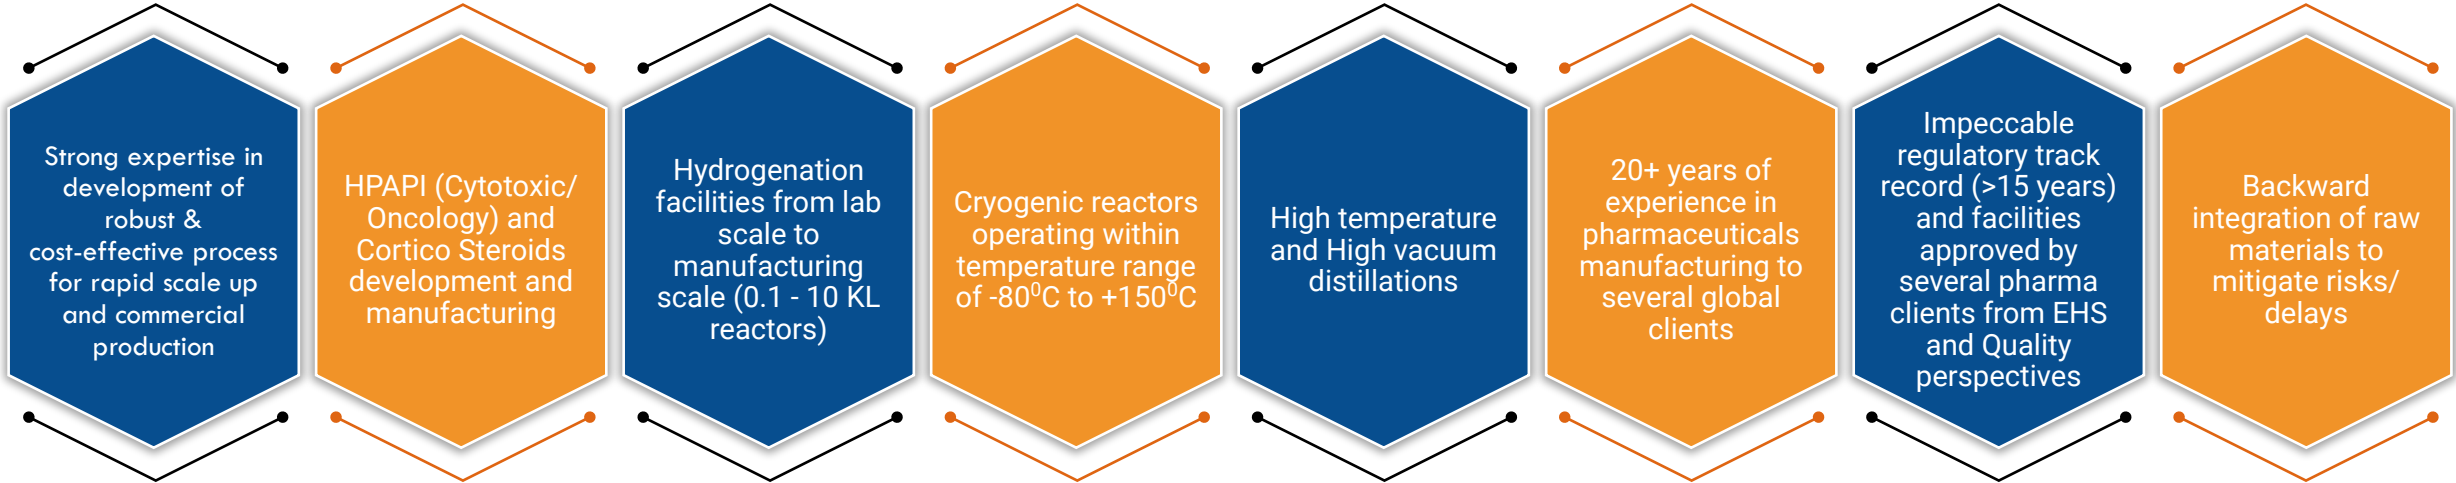 Strong expertise in
development of
robust &
cost-effective process
for rapid scale up
and commercial
production
HPAPI (Cytotoxic/
Oncology) and
Cortico Steroids
development and
manufacturing
Hydrogenation
facilities from lab
scale to
manufacturing
scale (0.1 - 10 KL
reactors)
Cryogenic reactors
operating within
temperature range
of -80⁰C to +150⁰C
High temperature
and High vacuum
distillations
20+ years of
experience in
pharmaceuticals
manufacturing to
several global
clients
Impeccable
regulatory track
record (>15 years)
and facilities
approved by
several pharma
clients from EHS
and Quality
perspectives
Backward
integration of raw
materials to
mitigate risks/
delays